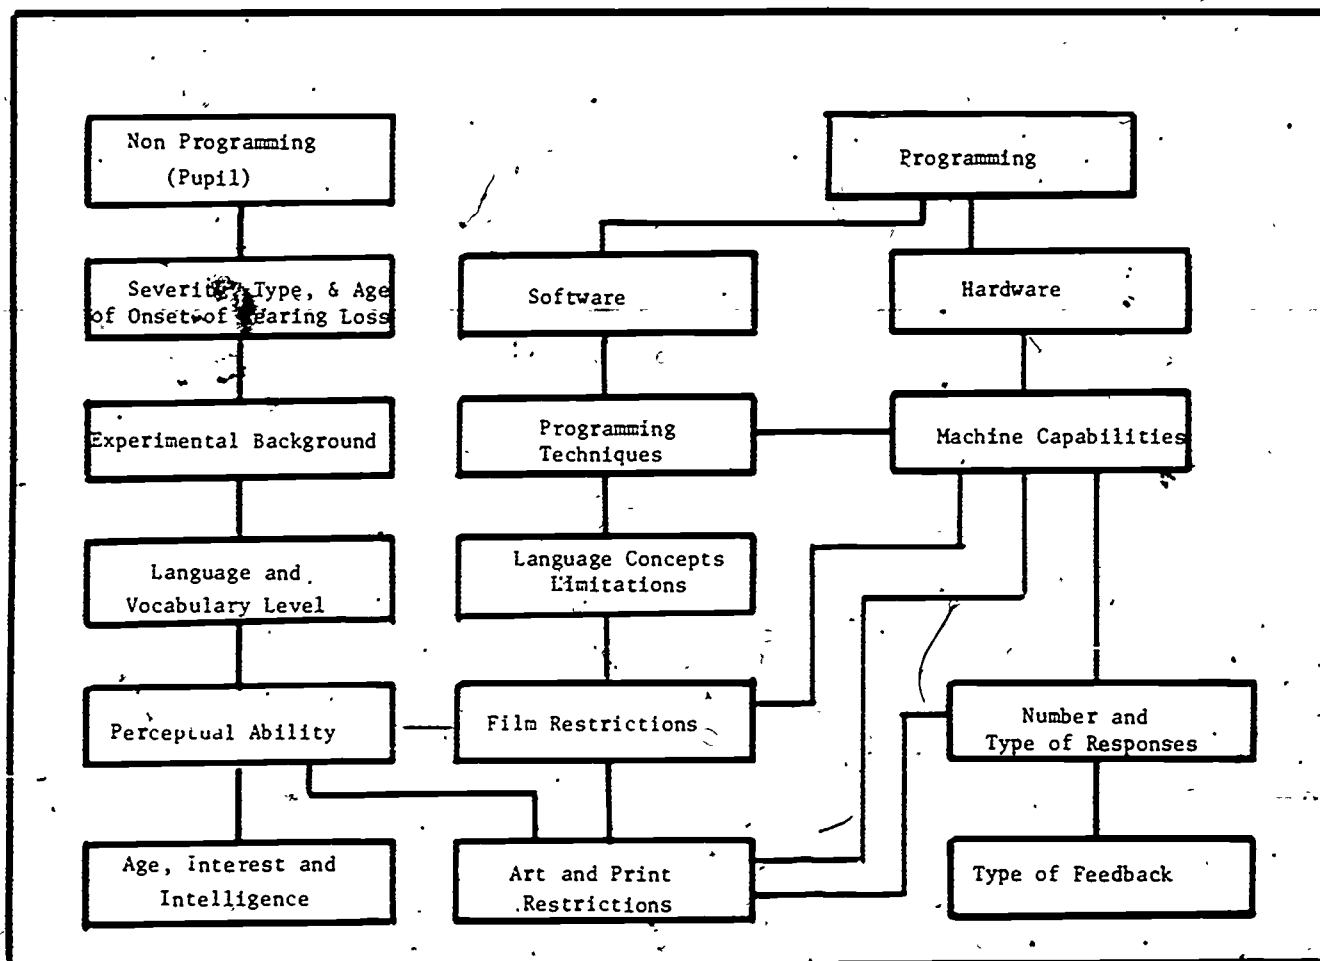 Non Programming
(Pupil)
Severity, Type, & Age
of Onset of Hearing Loss
Experimental Background
Language and
Vocabulary Level
Perceptual Ability
Age, Interest and
Intelligence
Programming
Software
Hardware
Programming
Techniques
Machine Capabilities
Language Concepts
Limitations
Film Restrictions
Number and
Type of Responses
Art and Print
Restrictions
Type of Feedback